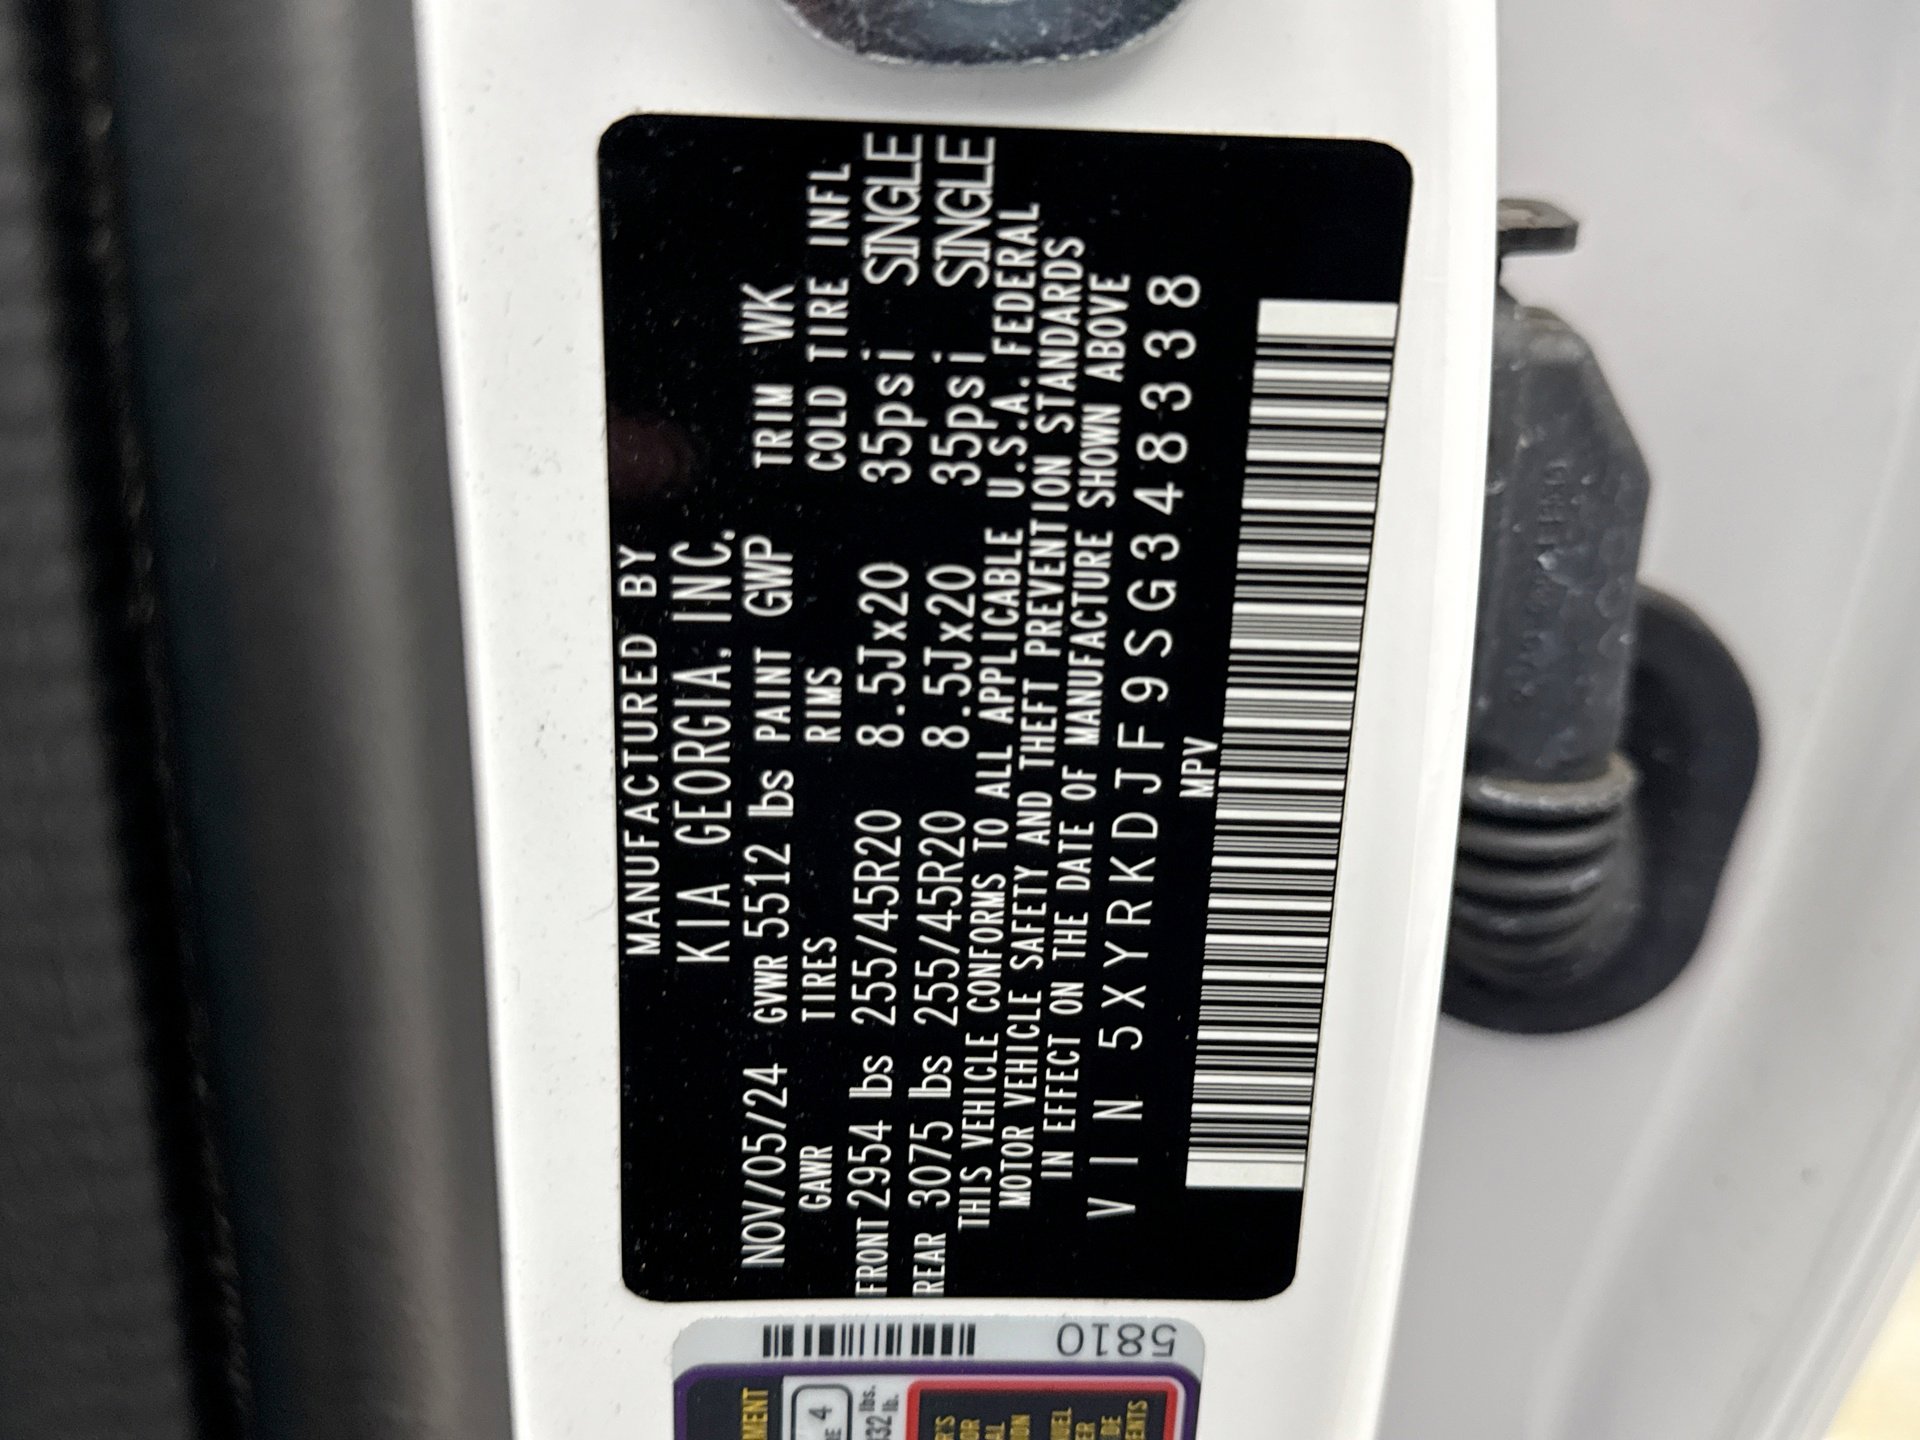 MANUFACTURED BY
KIA GEORGIA, INC.
NOV/05/24 GVWR 5512 lbs PAINT GWP TRIM WK
GAWR TIRES RIMS COLD TIRE INFL
FRONT 2954 lbs 255/45R20 8.5Jx20 35psi SINGLE
REAR 3075 lbs 255/45R20 8.5Jx20 35psi SINGLE
THIS VEHICLE CONFORMS TO ALL APPLICABLE U.S.A. FEDERAL
MOTOR VEHICLE SAFETY AND THEFT PREVENTION STANDARDS
IN EFFECT ON THE DATE OF MANUFACTURE SHOWN ABOVE
VIN 5XYRKDJF9SG348338
MPV
5810
4
lbs.
lb.